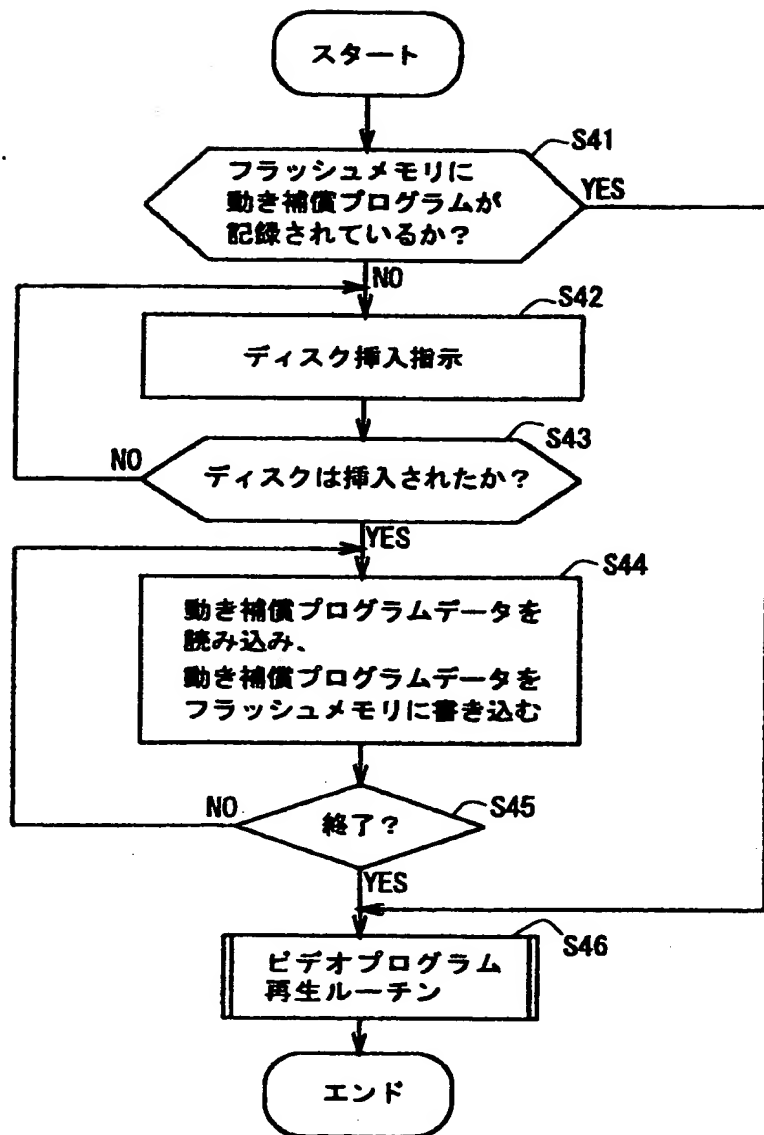 スタート
S41
フラッシュメモリに
動き補償プログラムが
記録されているか？
YES
NO
S42
ディスク挿入指示
S43
NO
ディスクは挿入されたか？
YES
S44
動き補償プログラムデータを
読み込み、
動き補償プログラムデータを
フラッシュメモリに書き込む
NO
S45
終了？
YES
S46
ビデオプログラム
再生ルーチン
エンド